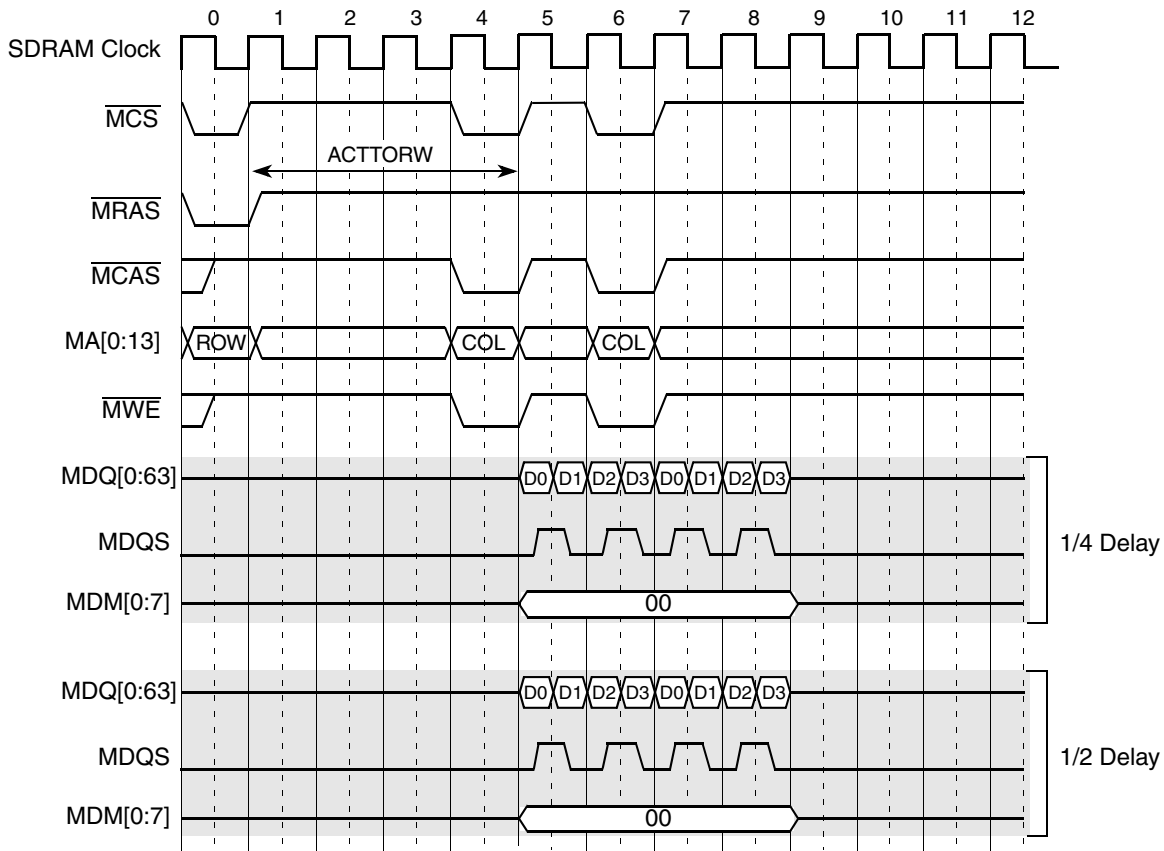 0 1 2 3 4 5 6 7 8 9 10 11 12
SDRAM Clock
MCS
ACTTORW
MRAS
MCAS
MA[0:13] ROW COL COL
MWE
MDQ[0:63] D0 D1 D2 D3 D0 D1 D2 D3
MDQS
1/4 Delay
MDM[0:7] 00
MDQ[0:63] D0 D1 D2 D3 D0 D1 D2 D3
MDQS
1/2 Delay
MDM[0:7] 00